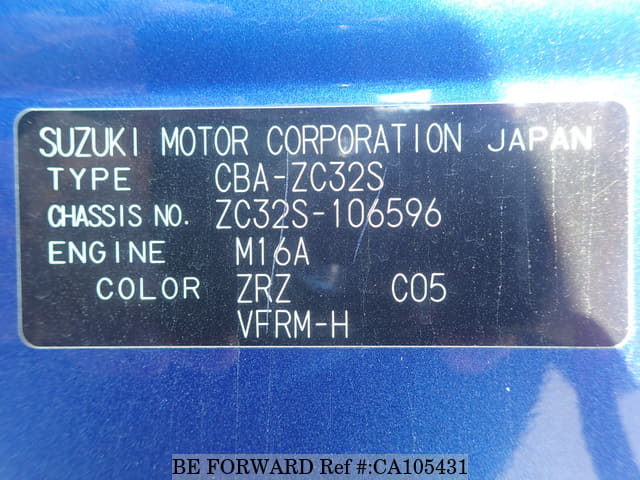 SUZUKI MOTOR CORPORATION JAPAN
TYPE CBA-ZC32S
CHASSIS NO. ZC32S-106596
ENGINE M16A
COLOR ZRZ C05
VFRM-H
BE FORWARD Ref #:CA105431